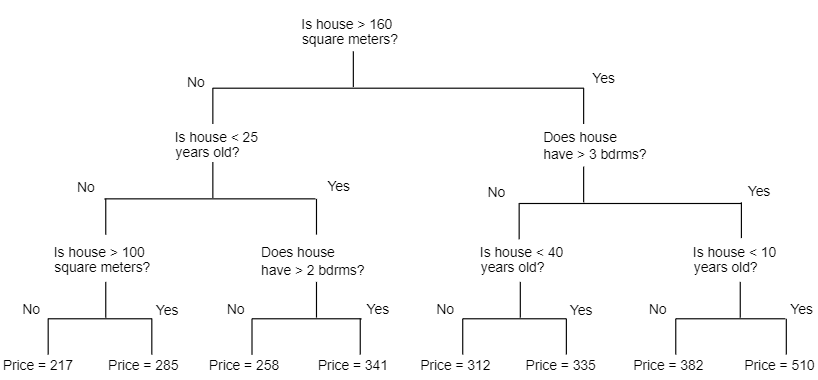 Is house > 160
square meters?
No
Yes
Is house < 25
years old?
Does house
have > 3 bdrms?
No
Yes
No
Yes
Is house > 100
square meters?
Does house
have > 2 bdrms?
Is house < 40
years old?
Is house < 10
years old?
No
Yes
No
Yes
No
Yes
No
Yes
Price = 217
Price = 285
Price = 258
Price = 341
Price = 312
Price = 335
Price = 382
Price = 510